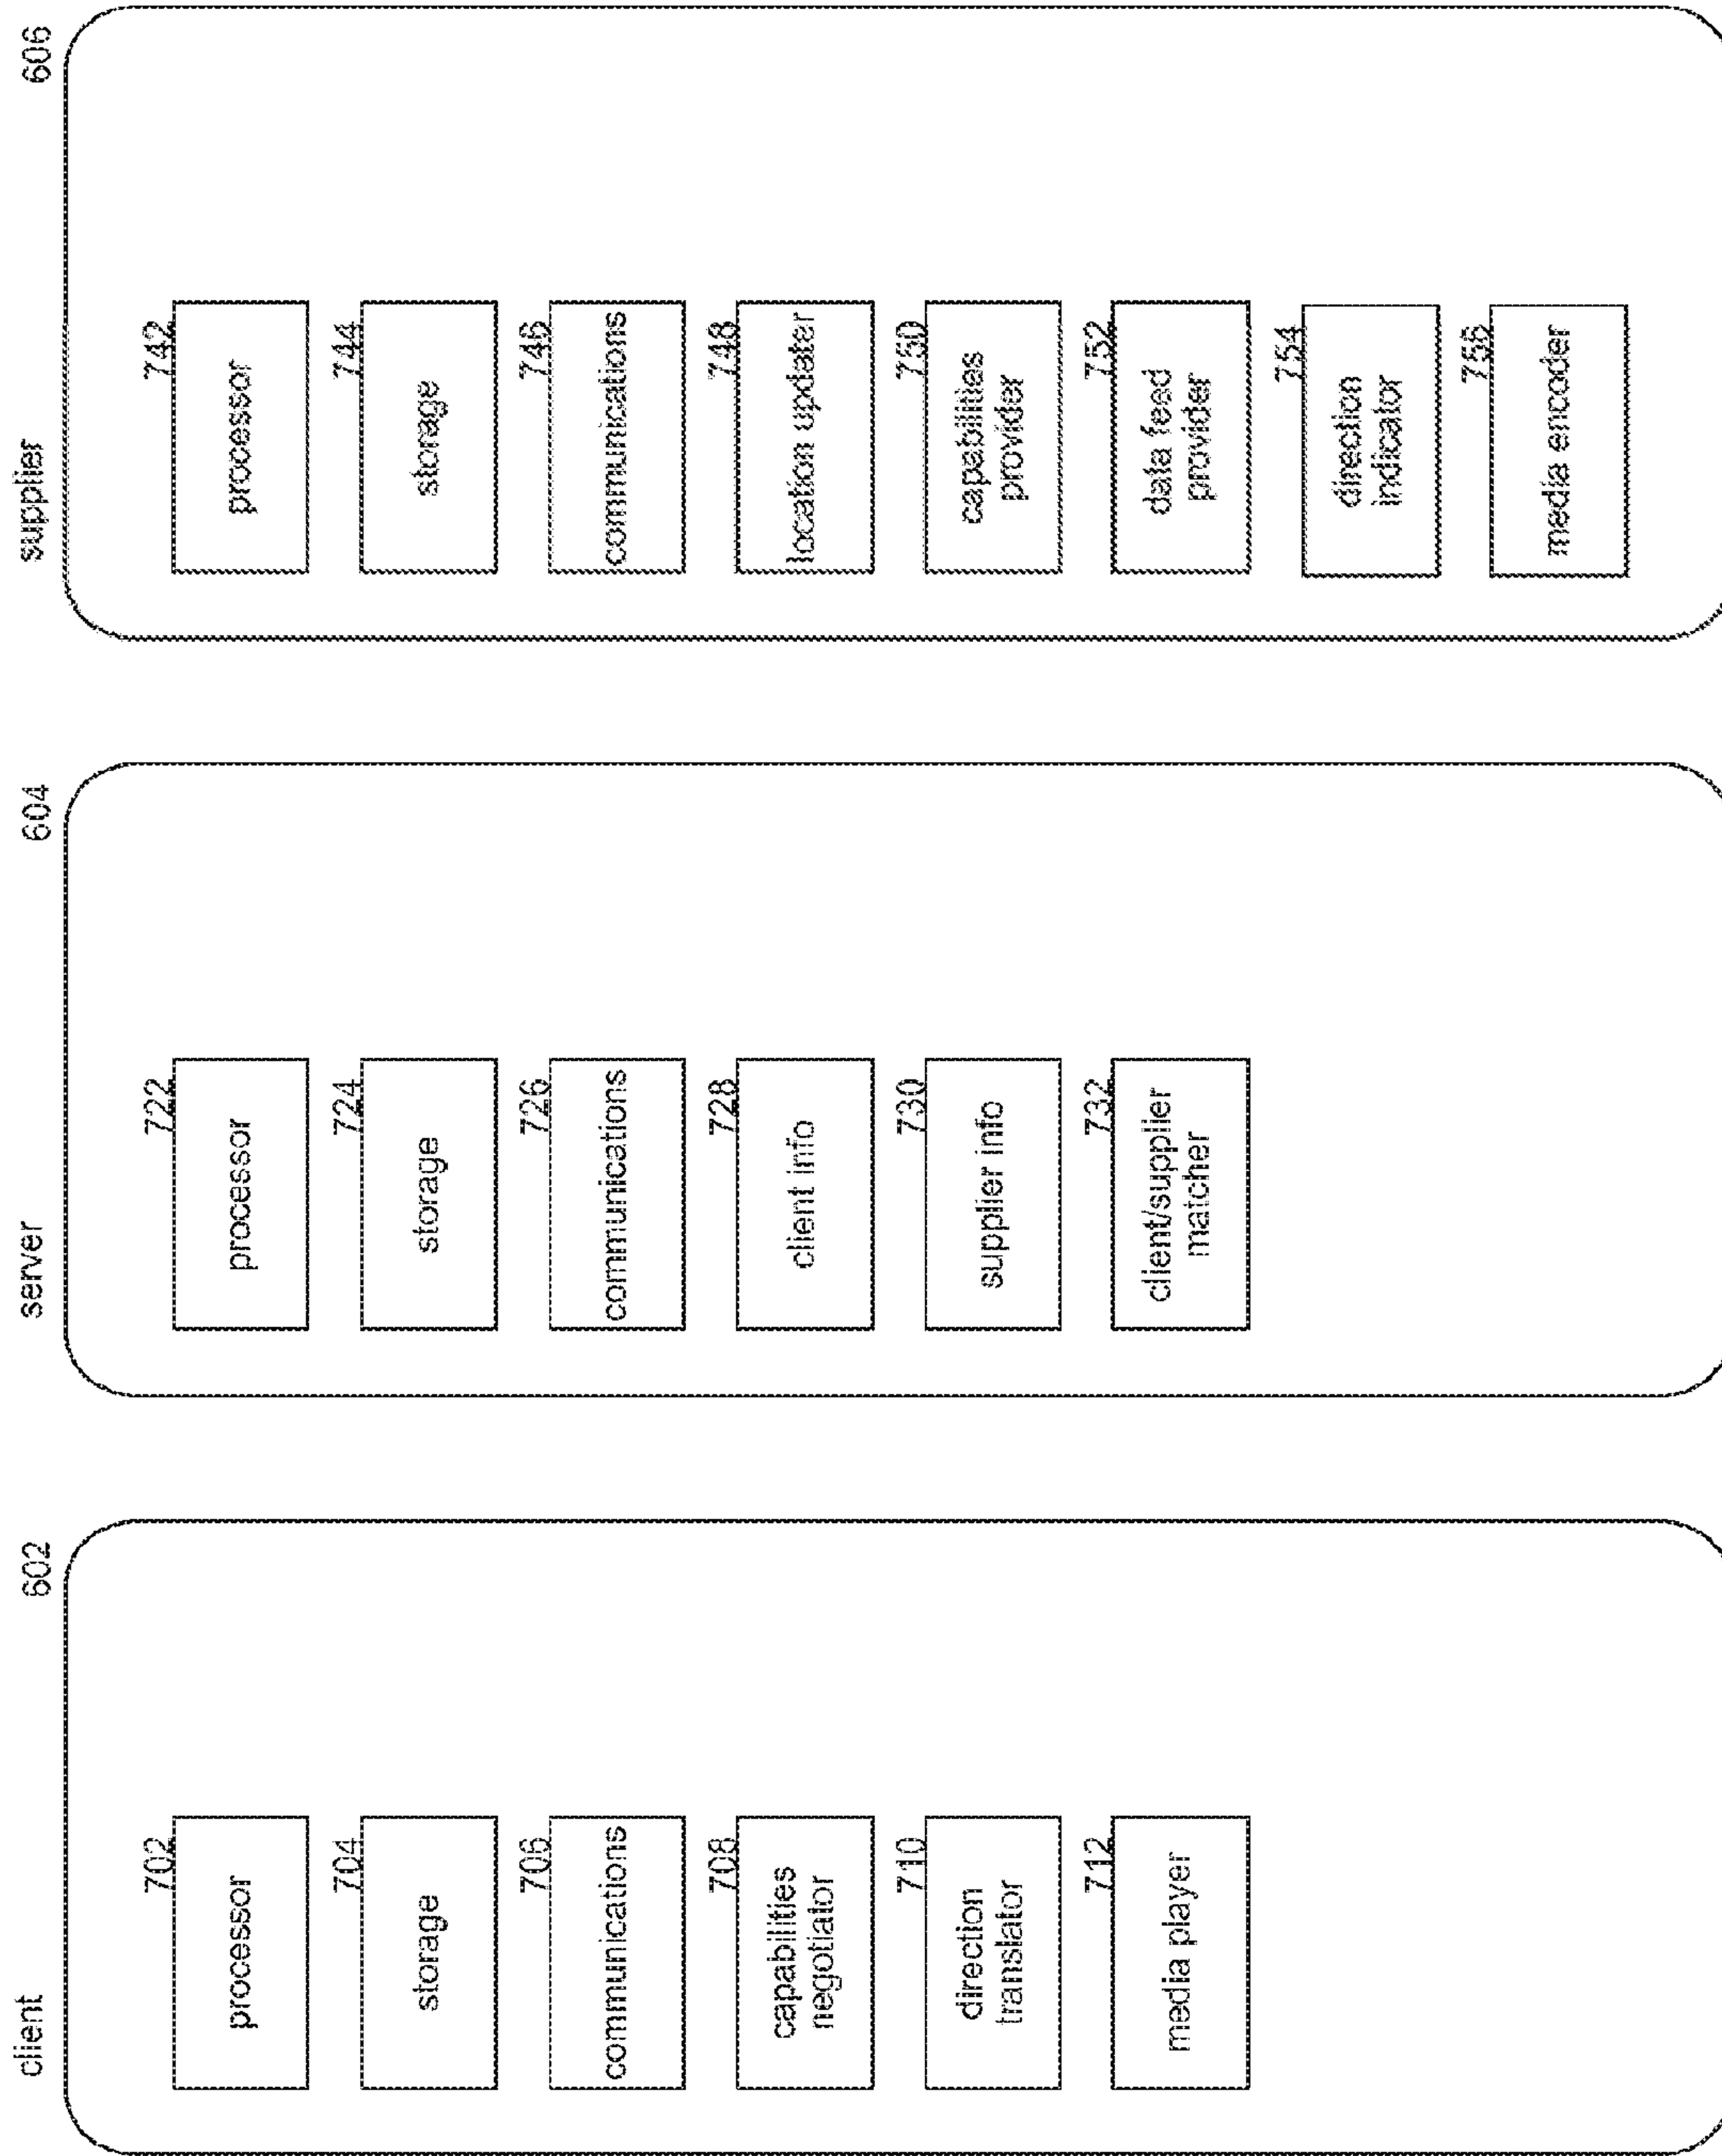 client
602
702
processor
704
storage
706
communications
708
capabilities
negotiator
710
direction
translator
712
media player
server
604
722
processor
724
storage
726
communications
728
client info
730
supplier info
732
client/supplier
matcher
supplier
606
742
processor
744
storage
746
communications
748
location updater
750
capabilities
provider
752
data feed
provider
754
direction
indicator
756
media encoder